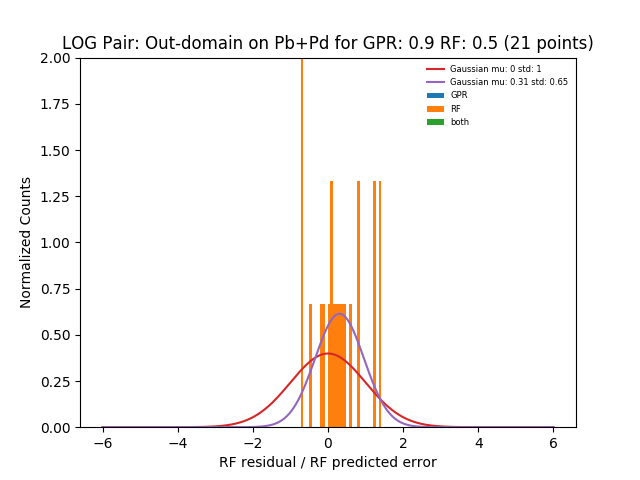 LOG Pair: Out-domain on Pb+Pd for GPR: 0.9 RF: 0.5 (21 points)
2.00
1.75
1.50
1.25
1.00
0.75
0.50
0.25
0.00
Normalized Counts
Gaussian mu: 0 std: 1
Gaussian mu: 0.31 std: 0.65
GPR
RF
both
−6 −4 −2 0 2 4 6
RF residual / RF predicted error